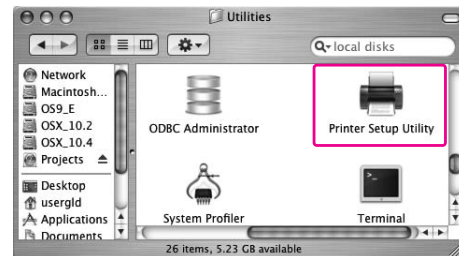 Utilities
local disks
Network
Macintosh...
OS9_E
OSX_10.2
OSX_10.4
Projects
Desktop
usergld
Applications
Documents
ODBC Administrator
Printer Setup Utility
System Profiler
Terminal
26 items, 5.23 GB available